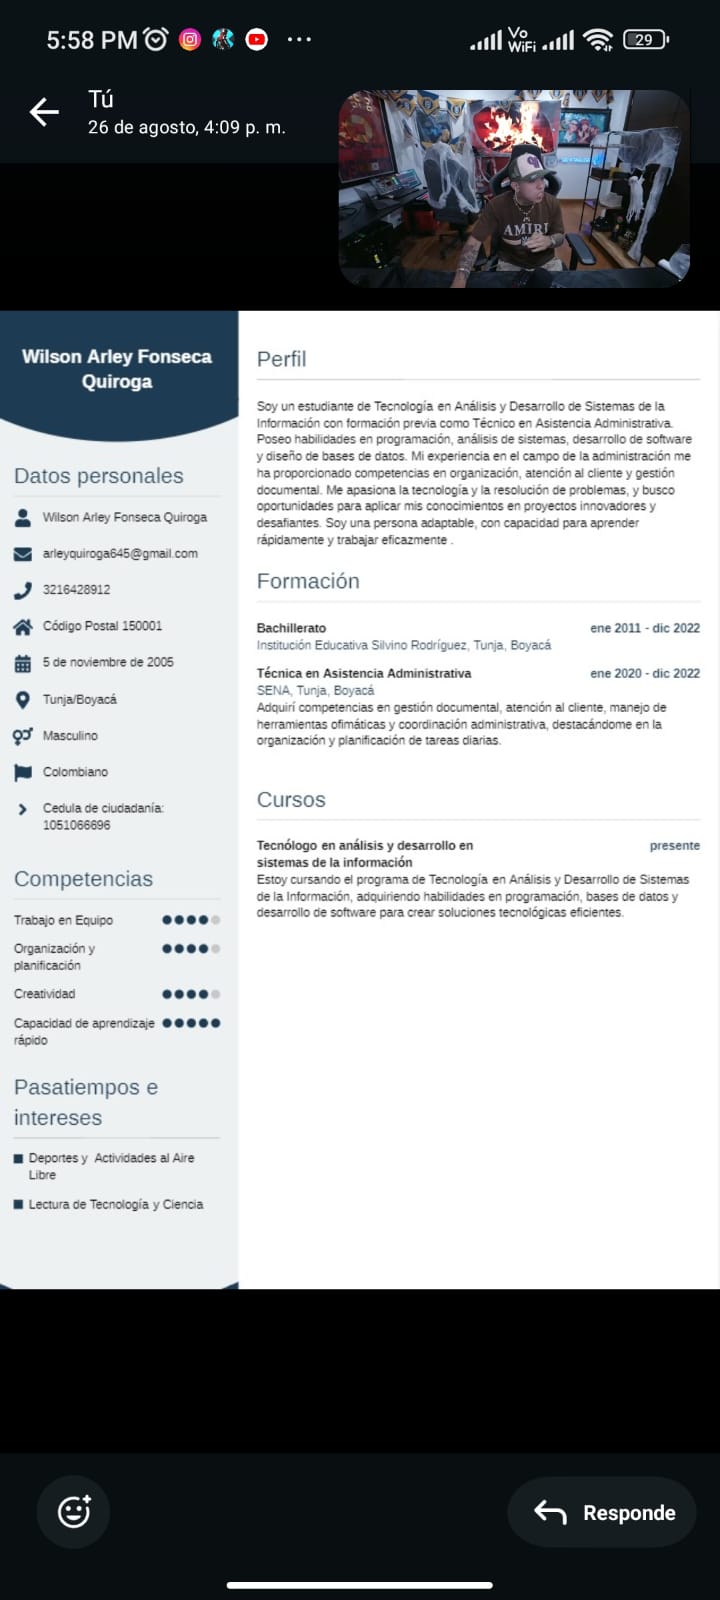 5:58 PM
Vo
WiFi
29
Tú
26 de agosto, 4:09 p. m.
AMIRI
Wilson Arley Fonseca
Quiroga
Datos personales
Wilson Arley Fonseca Quiroga
arleyquiroga645@gmail.com
3216428912
Código Postal 150001
5 de noviembre de 2005
Tunja/Boyacá
Masculino
Colombiano
Cedula de ciudadanía:
1051066696
Competencias
Trabajo en Equipo
Organización y
planificación
Creatividad
Capacidad de aprendizaje
rápido
Pasatiempos e
intereses
Deportes y  Actividades al Aire
Libre
Lectura de Tecnología y Ciencia
Perfil
Soy un estudiante de Tecnología en Análisis y Desarrollo de Sistemas de la
Información con formación previa como Técnico en Asistencia Administrativa.
Poseo habilidades en programación, análisis de sistemas, desarrollo de software
y diseño de bases de datos. Mi experiencia en el campo de la administración me
ha proporcionado competencias en organización, atención al cliente y gestión
documental. Me apasiona la tecnología y la resolución de problemas, y busco
oportunidades para aplicar mis conocimientos en proyectos innovadores y
desafiantes. Soy una persona adaptable, con capacidad para aprender
rápidamente y trabajar eficazmente .
Formación
Bachillerato ene 2011 - dic 2022
Institución Educativa Silvino Rodríguez, Tunja, Boyacá
Técnica en Asistencia Administrativa ene 2020 - dic 2022
SENA, Tunja, Boyacá
Adquirí competencias en gestión documental, atención al cliente, manejo de
herramientas ofimáticas y coordinación administrativa, destacándome en la
organización y planificación de tareas diarias.
Cursos
Tecnólogo en análisis y desarrollo en presente
sistemas de la información
Estoy cursando el programa de Tecnología en Análisis y Desarrollo de Sistemas
de la Información, adquiriendo habilidades en programación, bases de datos y
desarrollo de software para crear soluciones tecnológicas eficientes.
Responde